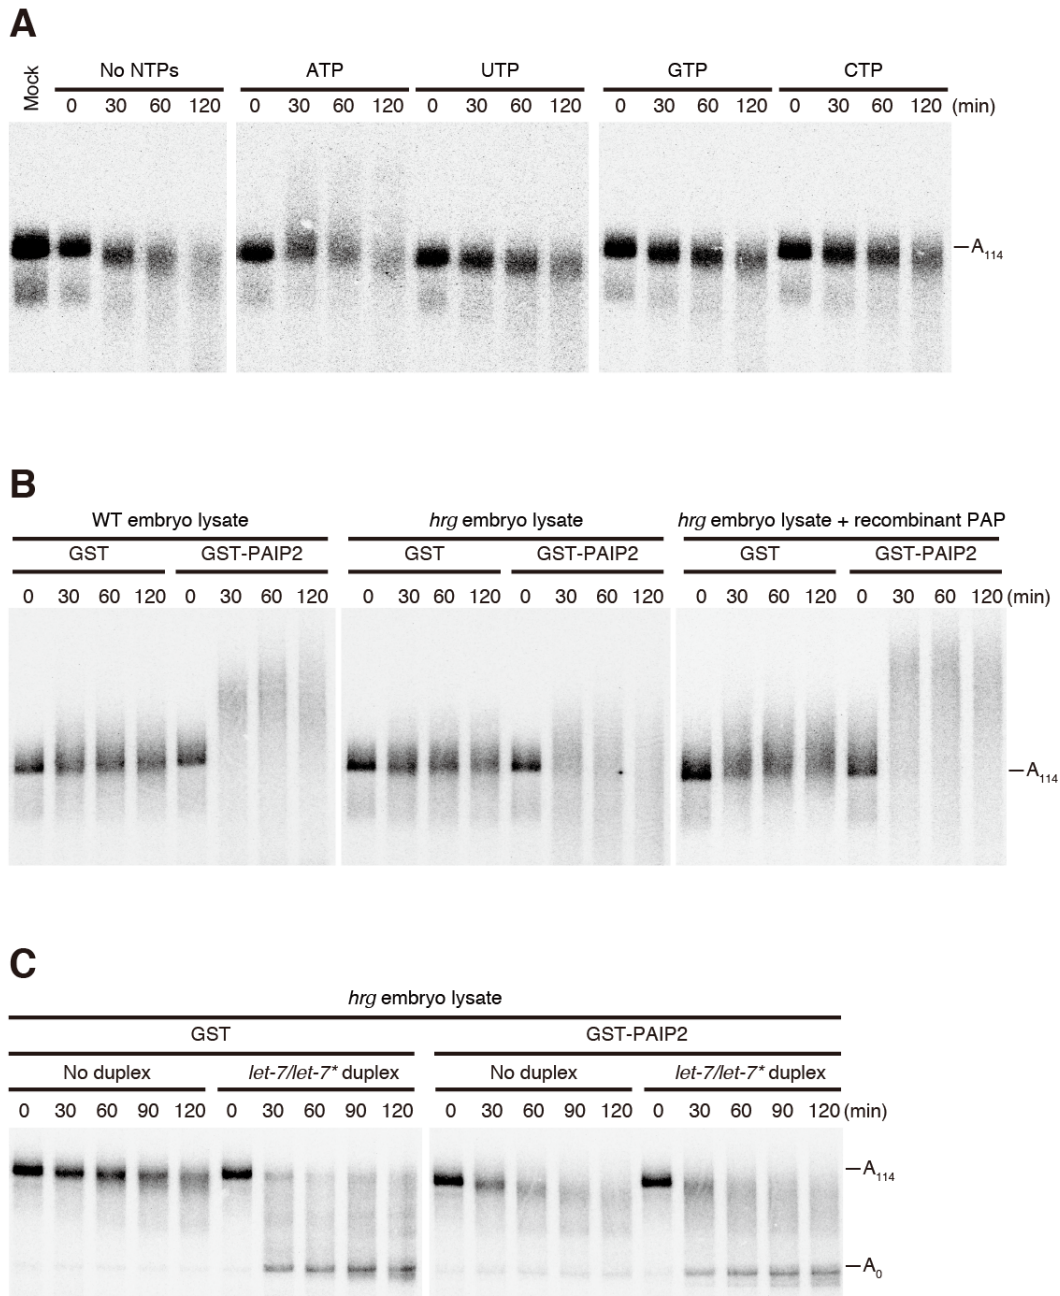 A
Mock No NTPs ATP UTP GTP CTP
0 30 60 120 0 30 60 120 0 30 60 120 0 30 60 120 0 30 60 120 (min)
A114
B
WT embryo lysate hrg embryo lysate hrg embryo lysate + recombinant PAP
GST GST-PAIP2 GST GST-PAIP2 GST GST-PAIP2
0 30 60 120 0 30 60 120 0 30 60 120 0 30 60 120 0 30 60 120 0 30 60 120 (min)
A114
C
hrg embryo lysate
GST GST-PAIP2
No duplex let-7/let-7* duplex No duplex let-7/let-7* duplex
0 30 60 90 120 0 30 60 90 120 0 30 60 90 120 0 30 60 90 120 (min)
A114
A0